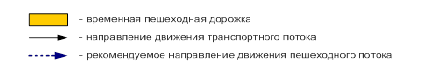 - временная пешеходная дорожка
- направление движения транспортного потока
- рекомендуемое направление движения пешеходного потока